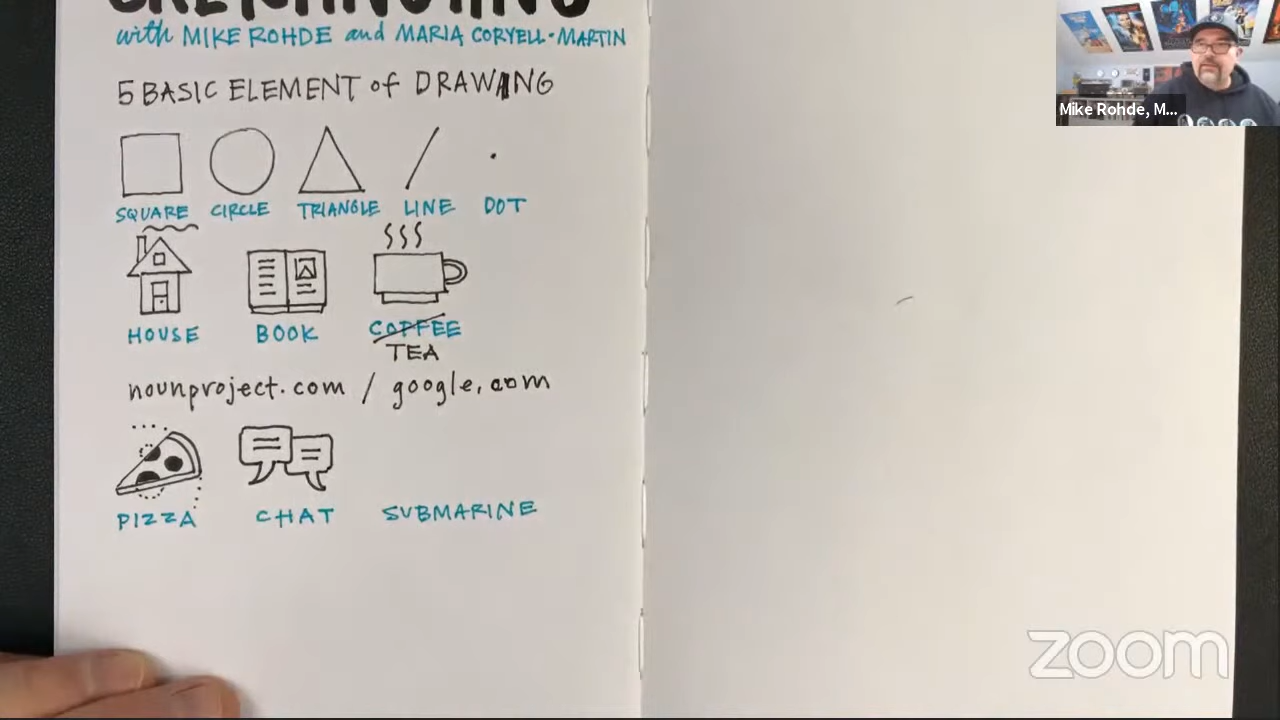 SKETCHNOTING
with MIKE ROHDE and MARIA CORYELL-MARTIN
5 BASIC ELEMENT of DRAWING
SQUARE CIRCLE TRIANGLE LINE DOT
HOUSE BOOK COFFEE
TEA
nounproject.com / google.com
PIZZA CHAT SUBMARINE
Mike Rohde, M...
zoom